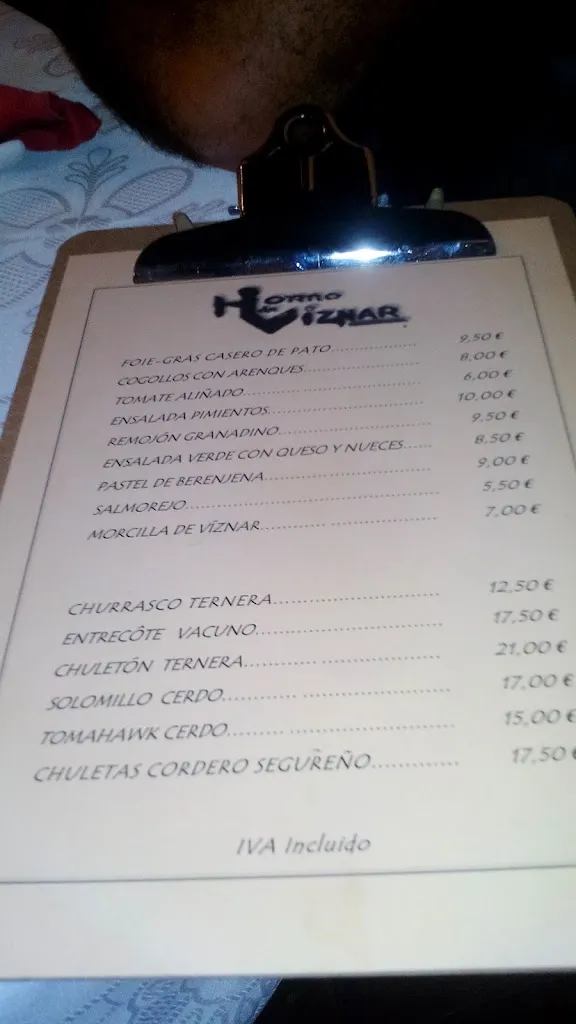 Horno de Víznar
FOIE-GRAS CASERO DE PATO.................. 9,50 €
COGOLLOS CON ARENQUES........................ 8,00 €
TOMATE ALIÑADO................................ 6,00 €
ENSALADA PIMIENTOS........................... 10,00 €
REMOJÓN GRANADINO........................... 9,50 €
ENSALADA VERDE CON QUESO Y NUECES...... 8,50 €
PASTEL DE BERENJENA............................ 9,00 €
SALMOREJO........................................ 5,50 €
MORCILLA DE VÍZNAR............................ 7,00 €
CHURRASCO TERNERA............................ 12,50 €
ENTRECÔTE VACUNO............................. 17,50 €
CHULETÓN TERNERA............................. 21,00 €
SOLOMILLO CERDO............................... 17,00 €
TOMAHAWK CERDO............................... 15,00 €
CHULETAS CORDERO SEGUREÑO............. 17,50 €
IVA Incluido